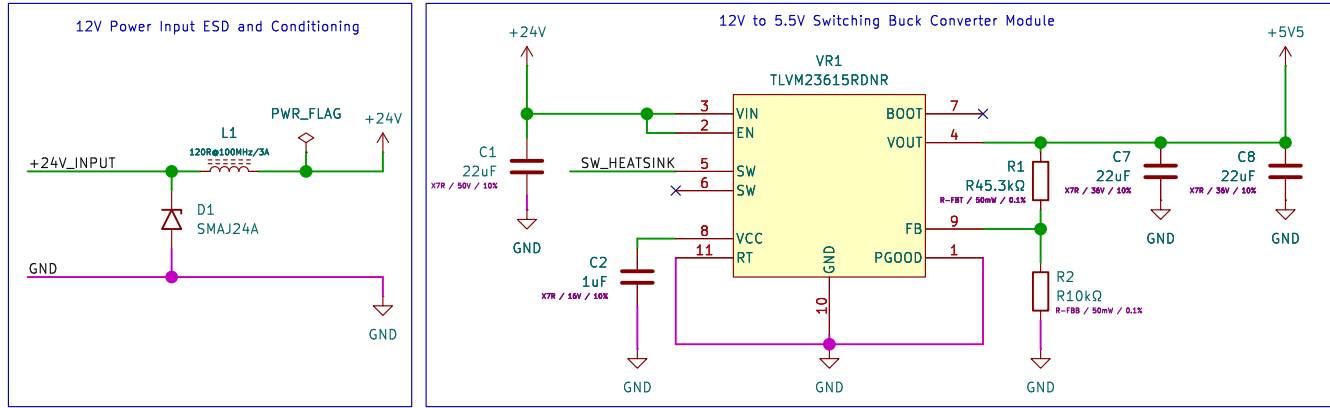 12V Power Input ESD and Conditioning
PWR_FLAG
+24V
L1
120R@100MHz/3A
+24V_INPUT
D1
SMAJ24A
GND
GND
12V to 5.5V Switching Buck Converter Module
+24V
+5V5
VR1
TLVM23615RDNR
3
VIN
BOOT
7
2
EN
VOUT
4
C1
22uF
X7R / 50V / 10%
GND
SW_HEATSINK
5
SW
6
SW
R1
R45.3kΩ
R-FBT / 50mW / 0.1%
C7
22uF
X7R / 36V / 10%
GND
C8
22uF
X7R / 36V / 10%
GND
FB
9
8
VCC
11
RT
GND
PGOOD
1
10
C2
1uF
X7R / 16V / 10%
R2
R10kΩ
R-FBB / 50mW / 0.1%
GND
GND
GND